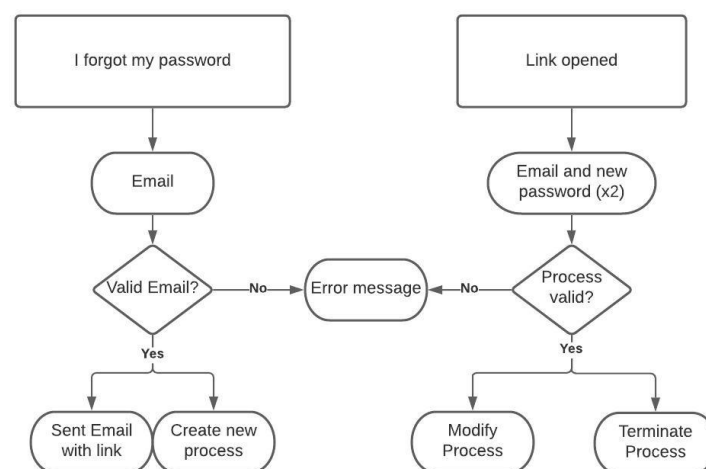 I forgot my password
Link opened
Email
Email and new
password (x2)
Valid Email?
No
Error message
No
Process
valid?
Yes
Yes
Sent Email
with link
Create new
process
Modify
Process
Terminate
Process